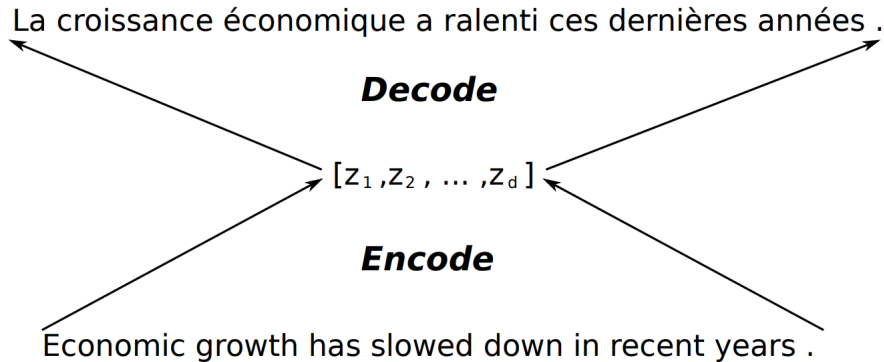 La croissance économique a ralenti ces dernières années .
Decode
[z1 ,z2 , ... ,zd ]
Encode
Economic growth has slowed down in recent years .